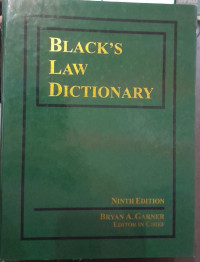 BLACK'S
LAW
DICTIONARY
NINTH EDITION
BRYAN A. GARNER
EDITOR IN CHIEF